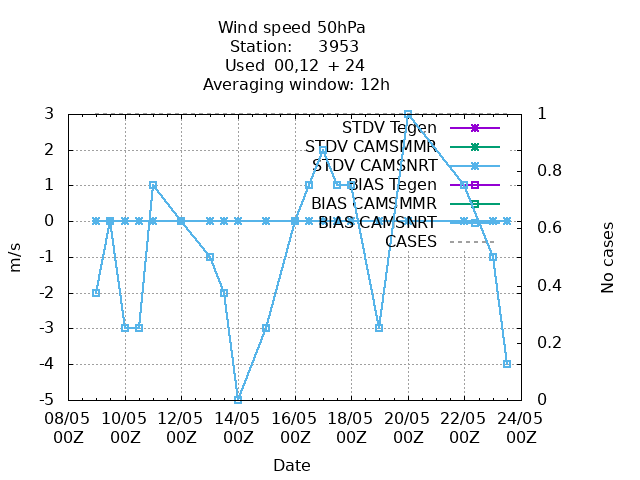 Wind speed 50hPa
Station: 3953
Used 00,12 + 24
Averaging window: 12h
3
2
1
0
-1
-2
-3
-4
-5
m/s
STDV Tegen
STDV CAMSMMR
STDV CAMSNRT
BIAS Tegen
BIAS CAMSMMR
BIAS CAMSNRT
CASES
1
0.8
0.6
0.4
0.2
0
No cases
08/05 10/05 12/05 14/05 16/05 18/05 20/05 22/05 24/05
00Z 00Z 00Z 00Z 00Z 00Z 00Z 00Z 00Z
Date